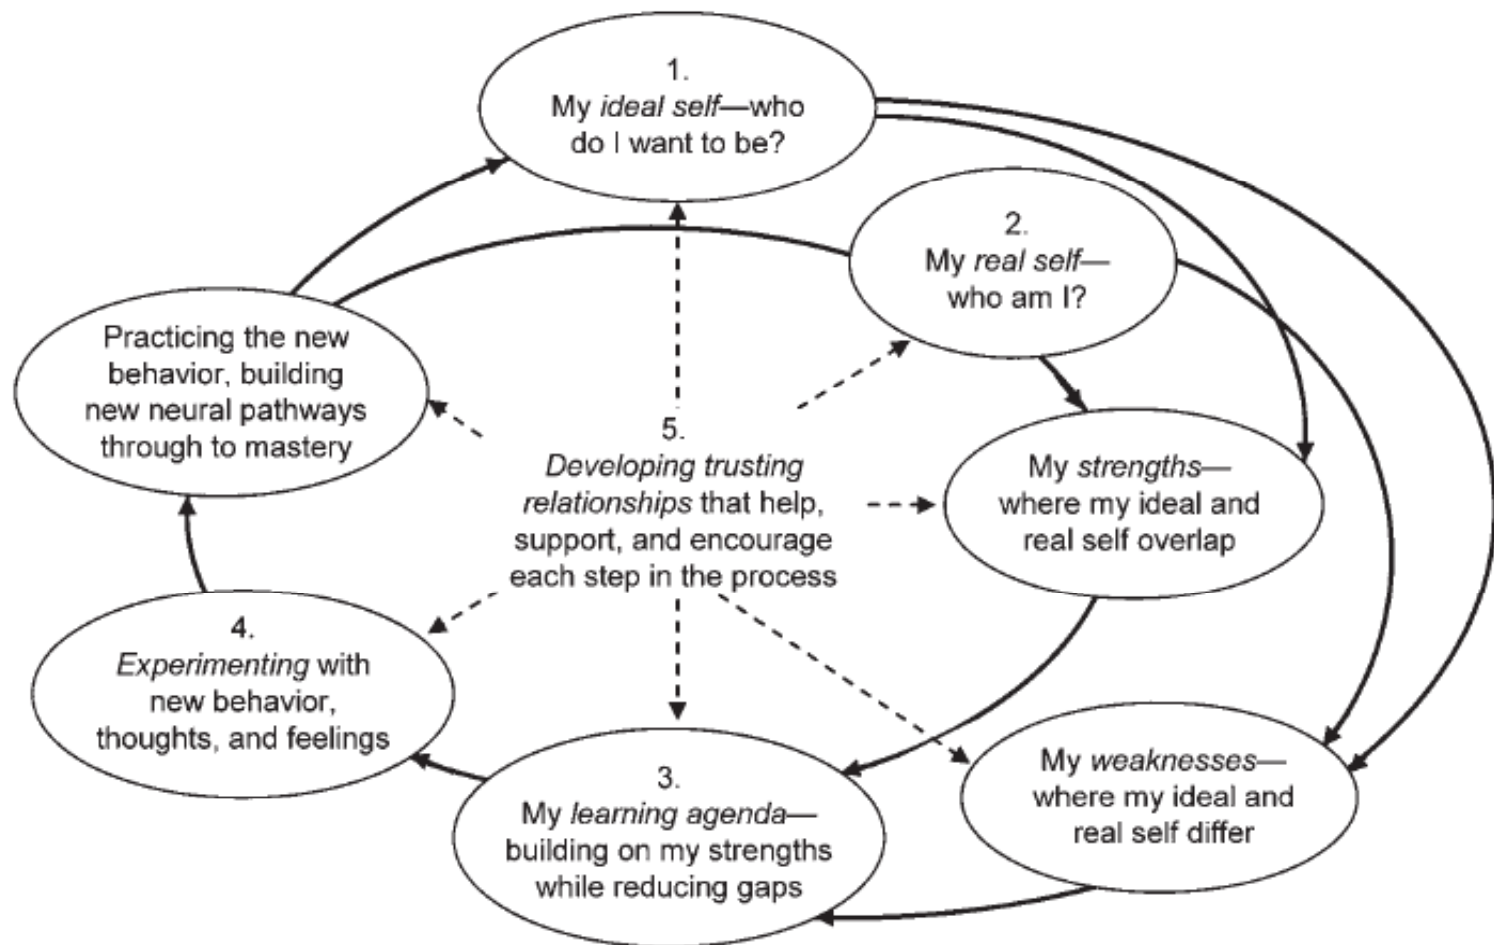 1.
My ideal self—who
do I want to be?
2.
My real self—
who am I?
Practicing the new
behavior, building
new neural pathways
through to mastery
5.
Developing trusting
relationships that help,
support, and encourage
each step in the process
My strengths—
where my ideal and
real self overlap
4.
Experimenting with
new behavior,
thoughts, and feelings
3.
My learning agenda—
building on my strengths
while reducing gaps
My weaknesses—
where my ideal and
real self differ